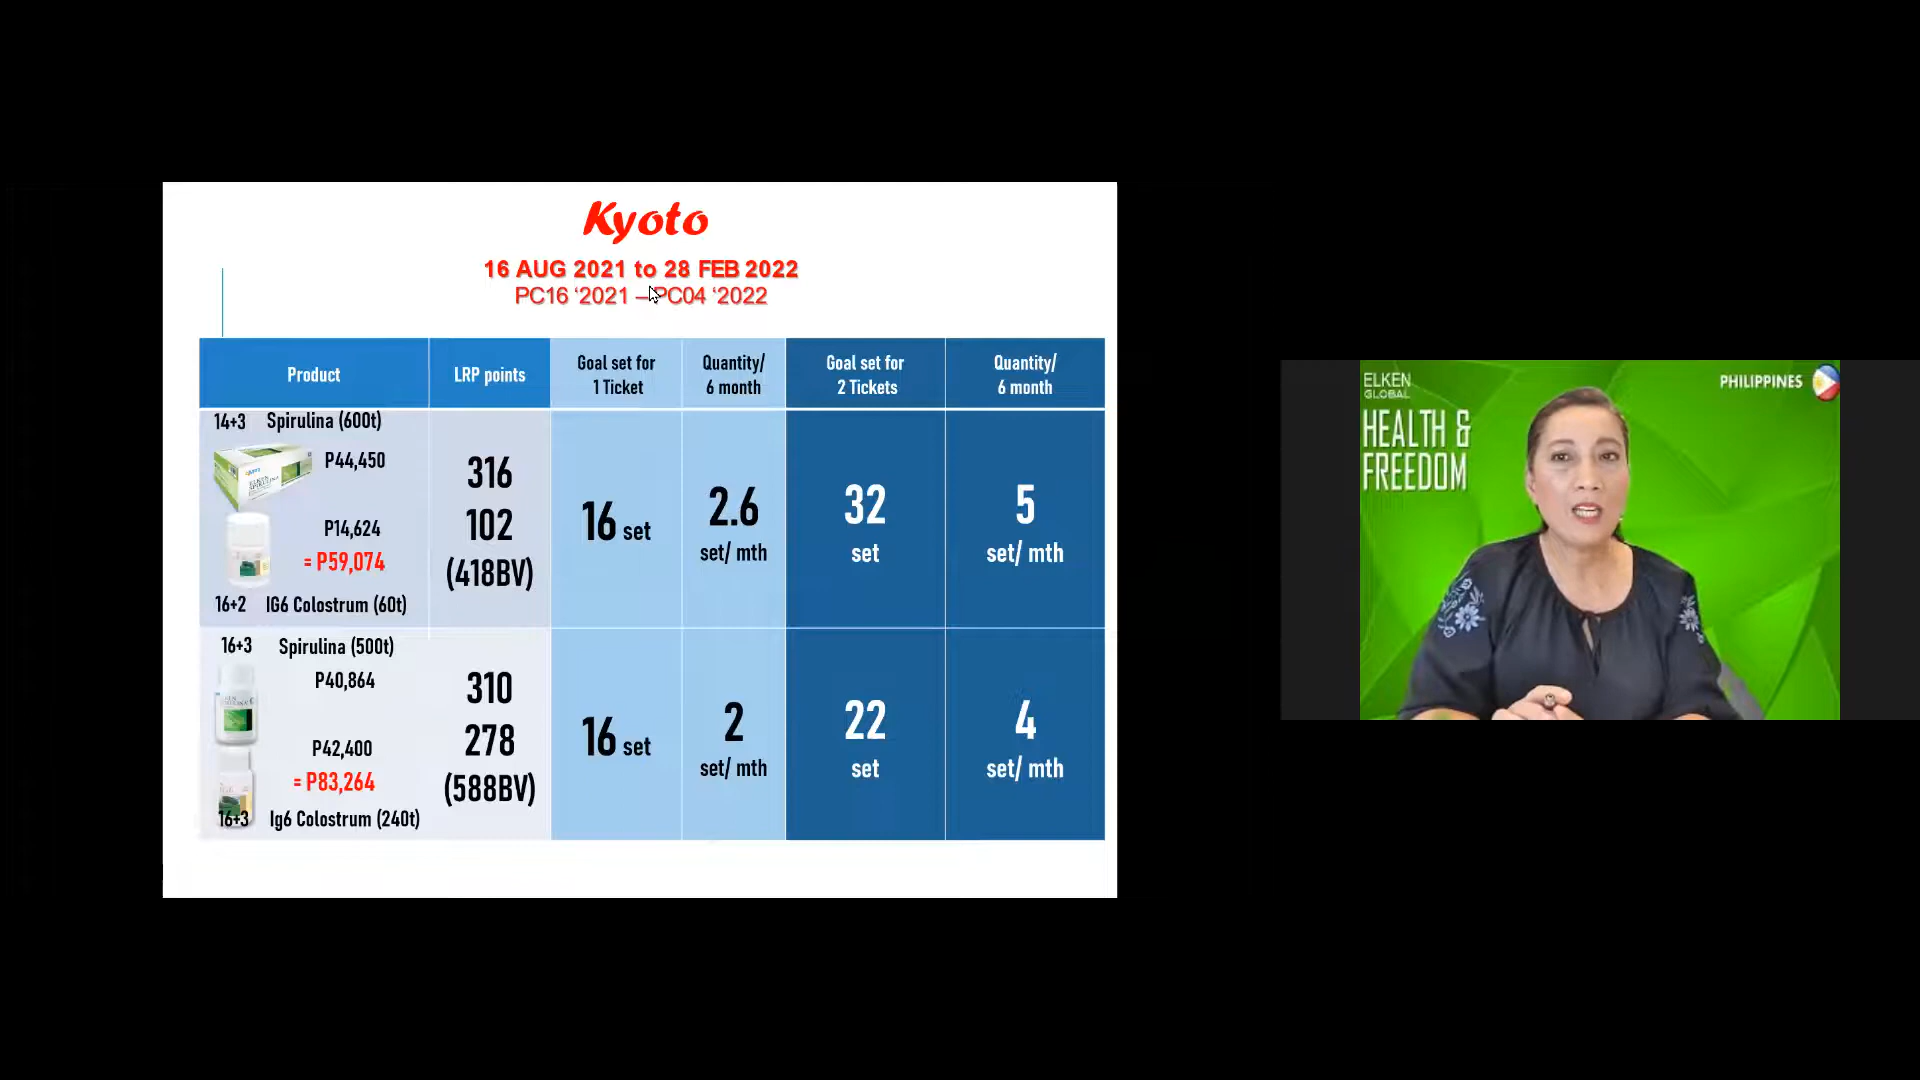 Kyoto
16 AUG 2021 to 28 FEB 2022
PC16 ‘2021 – PC04 ‘2022
Product
LRP points
Goal set for
1 Ticket
Quantity/
6 month
Goal set for
2 Tickets
Quantity/
6 month
14+3 Spirulina (600t)
P44,450
P14,624
= P59,074
16+2 IG6 Colostrum (60t)
316
102
(418BV)
16 set
2.6
set/ mth
32
set
5
set/ mth
16+3 Spirulina (500t)
P40,864
P42,400
= P83,264
16+3 Ig6 Colostrum (240t)
310
278
(588BV)
16 set
2
set/ mth
22
set
4
set/ mth
ELKEN
GLOBAL
HEALTH &
FREEDOM
PHILIPPINES